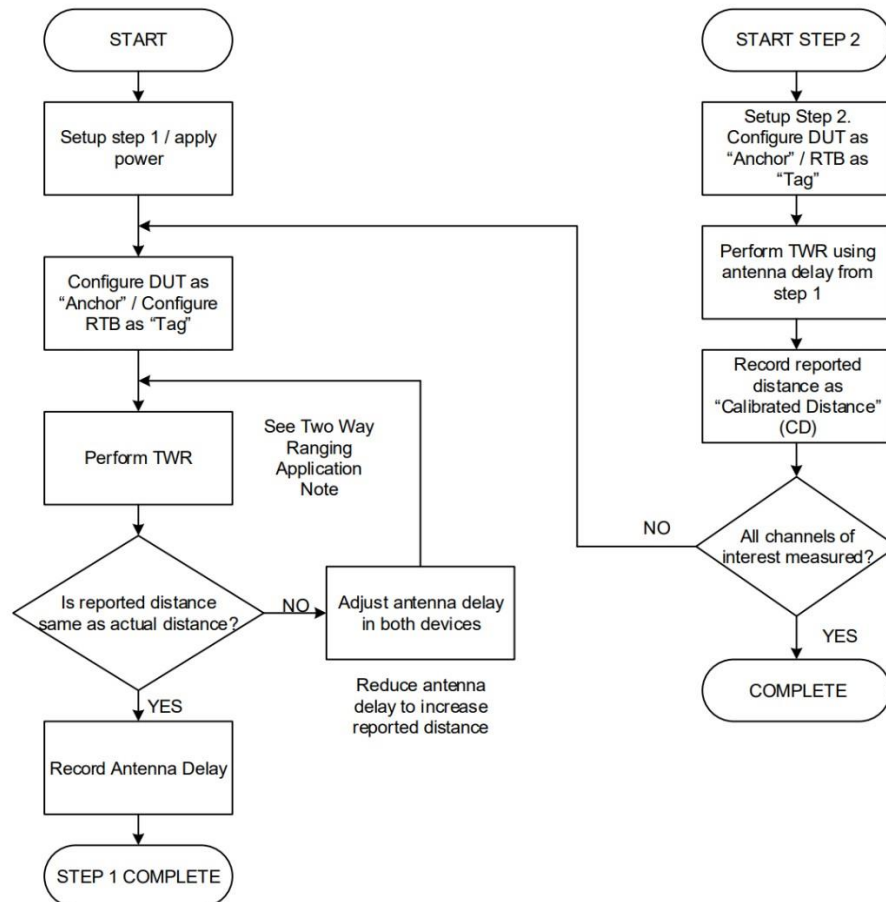 START
Setup step 1 / apply
power
Configure DUT as
“Anchor” / Configure
RTB as “Tag”
Perform TWR
See Two Way
Ranging
Application
Note
Is reported distance
same as actual distance?
NO
Adjust antenna delay
in both devices
Reduce antenna
delay to increase
reported distance
YES
Record Antenna Delay
STEP 1 COMPLETE
START STEP 2
Setup Step 2.
Configure DUT as
“Anchor” / RTB as
“Tag”
Perform TWR using
antenna delay from
step 1
Record reported
distance as
“Calibrated Distance”
(CD)
All channels of
interest measured?
NO
YES
COMPLETE